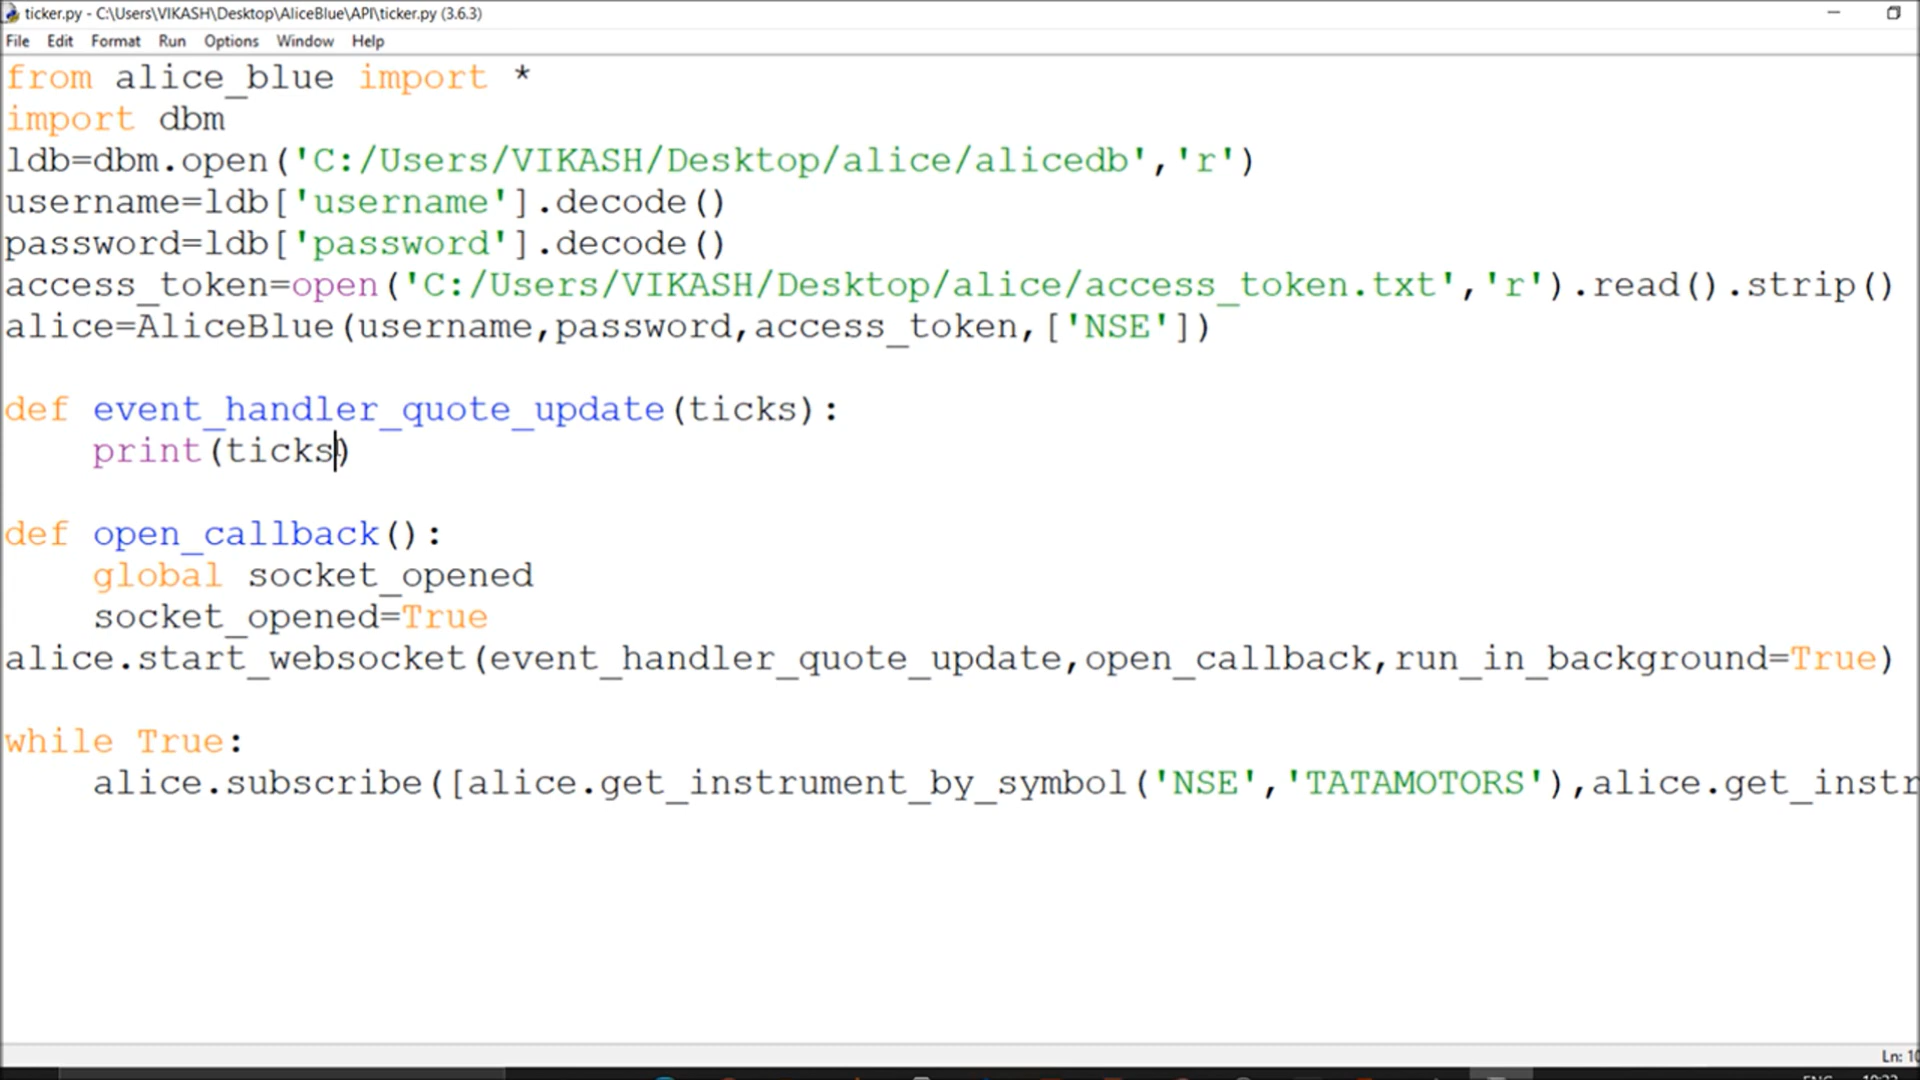 ticker.py - C:\Users\VIKASH\Desktop\AliceBlue\API\ticker.py (3.6.3)
File Edit Format Run Options Window Help
from alice_blue import *
import dbm
ldb=dbm.open('C:/Users/VIKASH/Desktop/alice/alicedb','r')
username=ldb['username'].decode()
password=ldb['password'].decode()
access_token=open('C:/Users/VIKASH/Desktop/alice/access_token.txt','r').read().strip()
alice=AliceBlue(username,password,access_token,['NSE'])
def event_handler_quote_update(ticks):
    print(ticks)
def open_callback():
    global socket_opened
    socket_opened=True
alice.start_websocket(event_handler_quote_update,open_callback,run_in_background=True)
while True:
    alice.subscribe([alice.get_instrument_by_symbol('NSE','TATAMOTORS'),alice.get_instr
Ln: 10